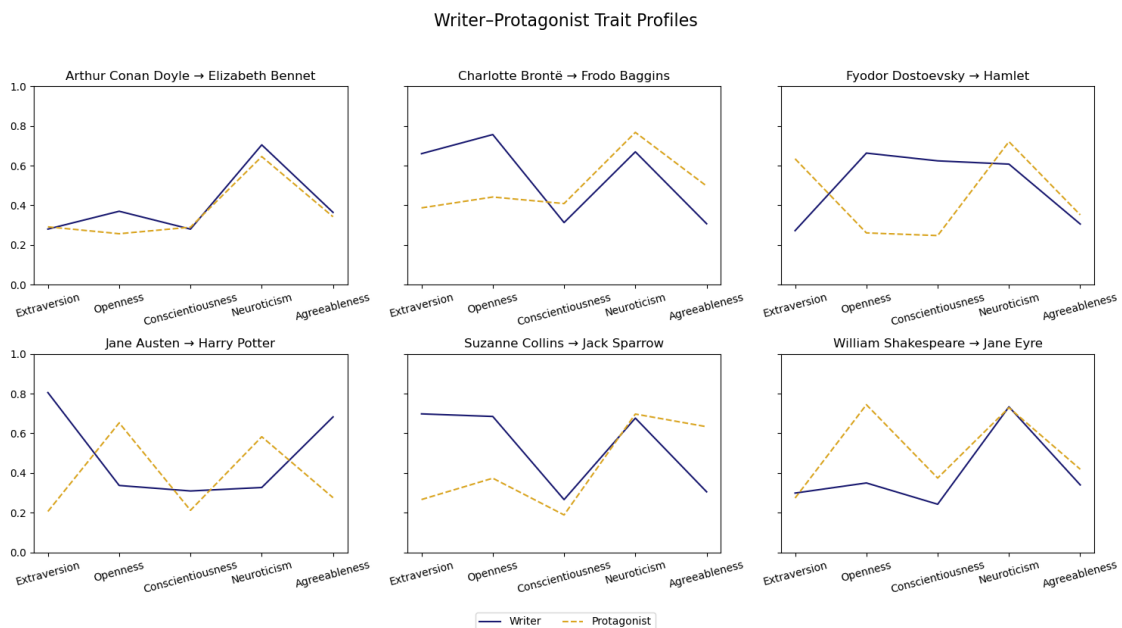 Writer–Protagonist Trait Profiles
Arthur Conan Doyle → Elizabeth Bennet
1.0
0.8
0.6
0.4
0.2
0.0
Extraversion
Openness
Conscientiousness
Neuroticism
Agreeableness
Charlotte Brontë → Frodo Baggins
Extraversion
Openness
Conscientiousness
Neuroticism
Agreeableness
Fyodor Dostoevsky → Hamlet
Extraversion
Openness
Conscientiousness
Neuroticism
Agreeableness
Jane Austen → Harry Potter
1.0
0.8
0.6
0.4
0.2
0.0
Extraversion
Openness
Conscientiousness
Neuroticism
Agreeableness
Suzanne Collins → Jack Sparrow
Extraversion
Openness
Conscientiousness
Neuroticism
Agreeableness
William Shakespeare → Jane Eyre
Extraversion
Openness
Conscientiousness
Neuroticism
Agreeableness
Writer
Protagonist